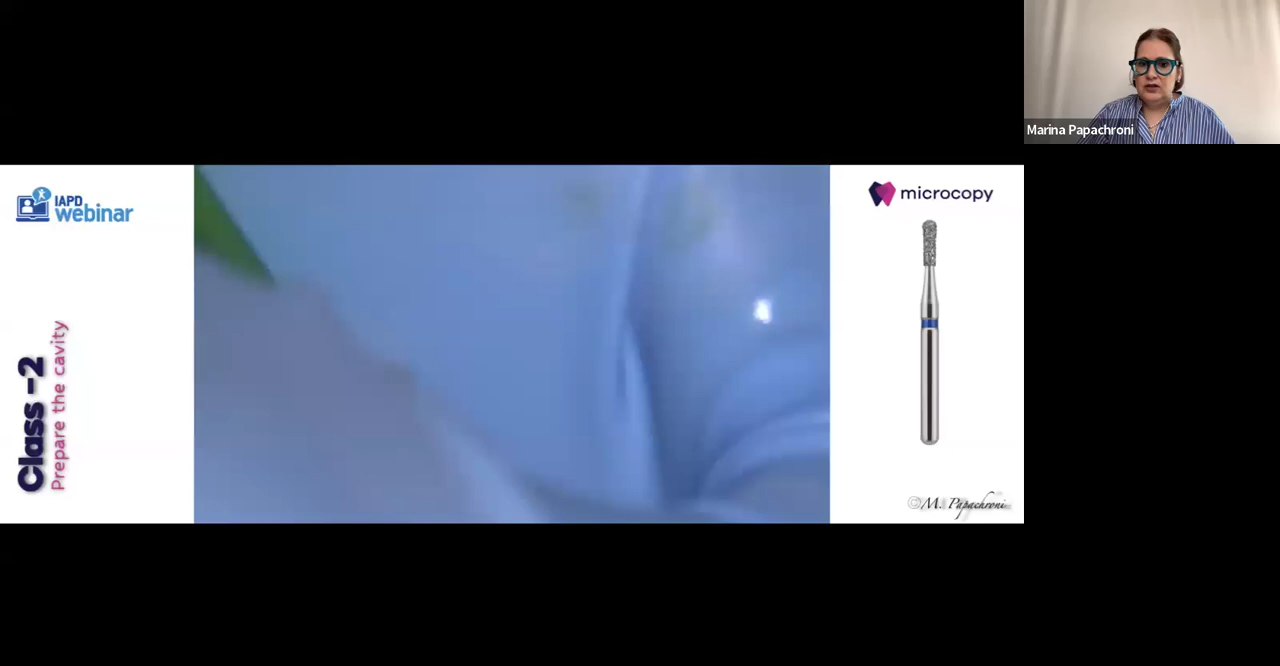 Marina Papachroni
IAPD
webinar
microcopy
Class -2
Prepare the cavity
©M. Papachroni